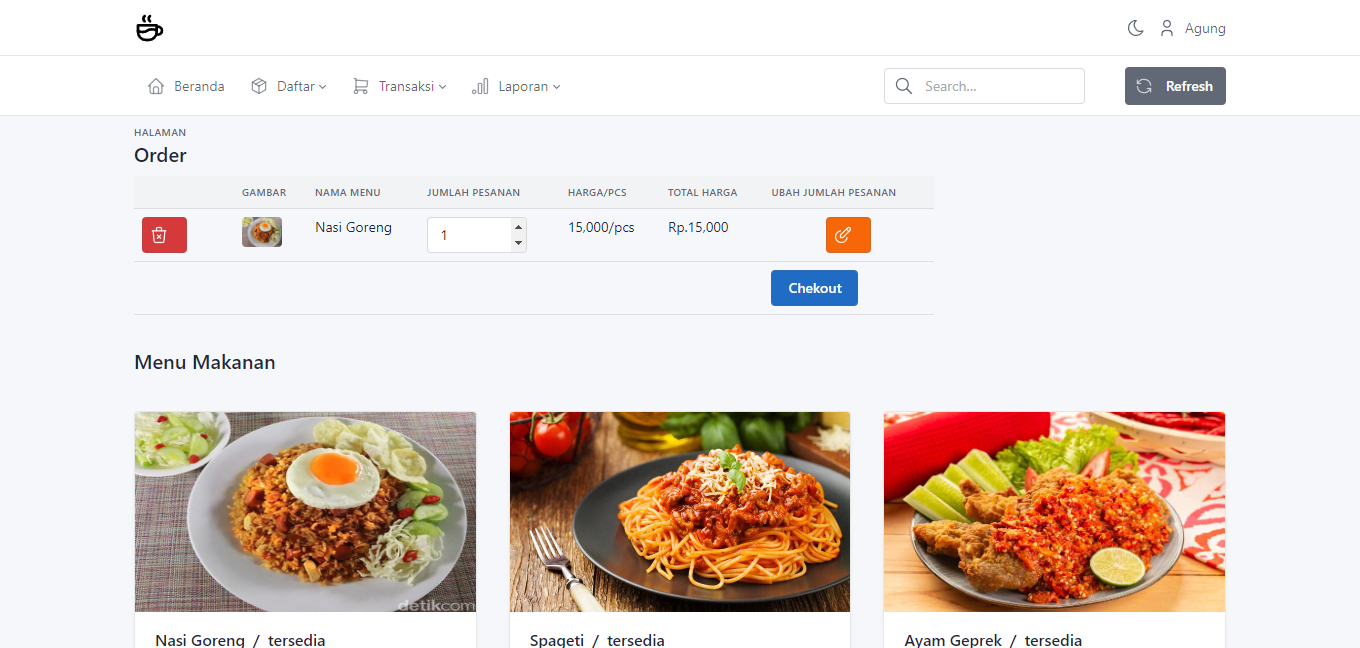 Agung
Beranda Daftar Transaksi Laporan Search... Refresh
HALAMAN
Order
GAMBAR NAMA MENU JUMLAH PESANAN HARGA/PCS TOTAL HARGA UBAH JUMLAH PESANAN
Nasi Goreng 1 15,000/pcs Rp.15,000
Chekout
Menu Makanan
detikcom
Nasi Goreng / tersedia Spageti / tersedia Ayam Geprek / tersedia